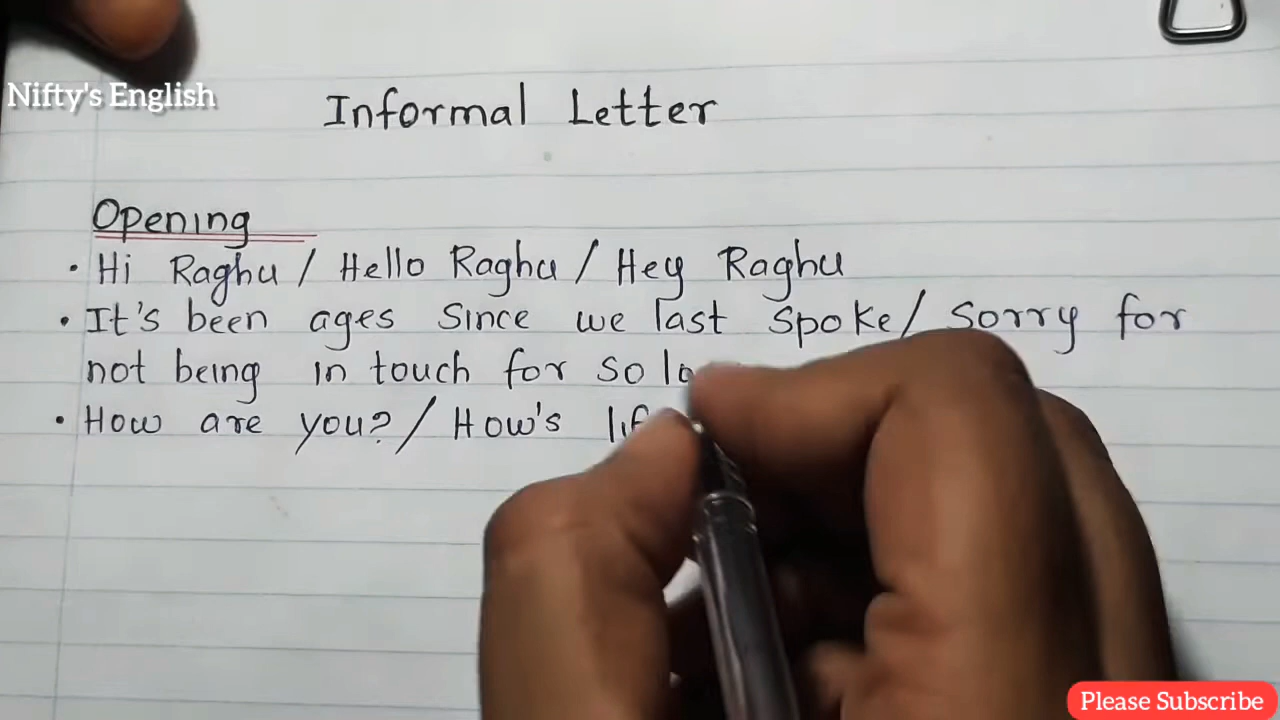 Nifty's English
Informal Letter
Opening
• Hi Raghu / Hello Raghu / Hey Raghu
• It's been ages since we last spoke / Sorry for
not being in touch for so
• How are you? / How's
Please Subscribe